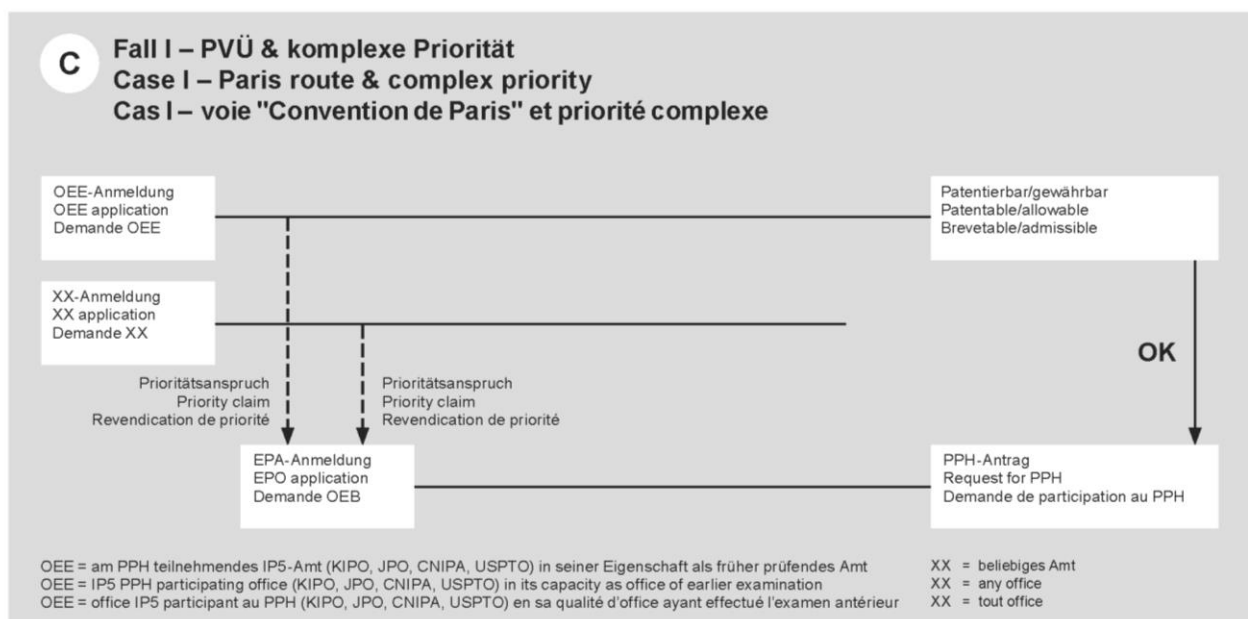 C
Fall I – PVÜ & komplexe Priorität
Case I – Paris route & complex priority
Cas I – voie "Convention de Paris" et priorité complexe
OEE-Anmeldung
OEE application
Demande OEE
Patentierbar/gewährbar
Patentable/allowable
Brevetable/admissible
XX-Anmeldung
XX application
Demande XX
OK
Prioritätsanspruch
Priority claim
Revendication de priorité
Prioritätsanspruch
Priority claim
Revendication de priorité
EPA-Anmeldung
EPO application
Demande OEB
PPH-Antrag
Request for PPH
Demande de participation au PPH
OEE = am PPH teilnehmendes IP5-Amt (KIPO, JPO, CNIPA, USPTO) in seiner Eigenschaft als früher prüfendes Amt
OEE = IP5 PPH participating office (KIPO, JPO, CNIPA, USPTO) in its capacity as office of earlier examination
OEE = office IP5 participant au PPH (KIPO, JPO, CNIPA, USPTO) en sa qualité d'office ayant effectué l'examen antérieur
XX = beliebiges Amt
XX = any office
XX = tout office